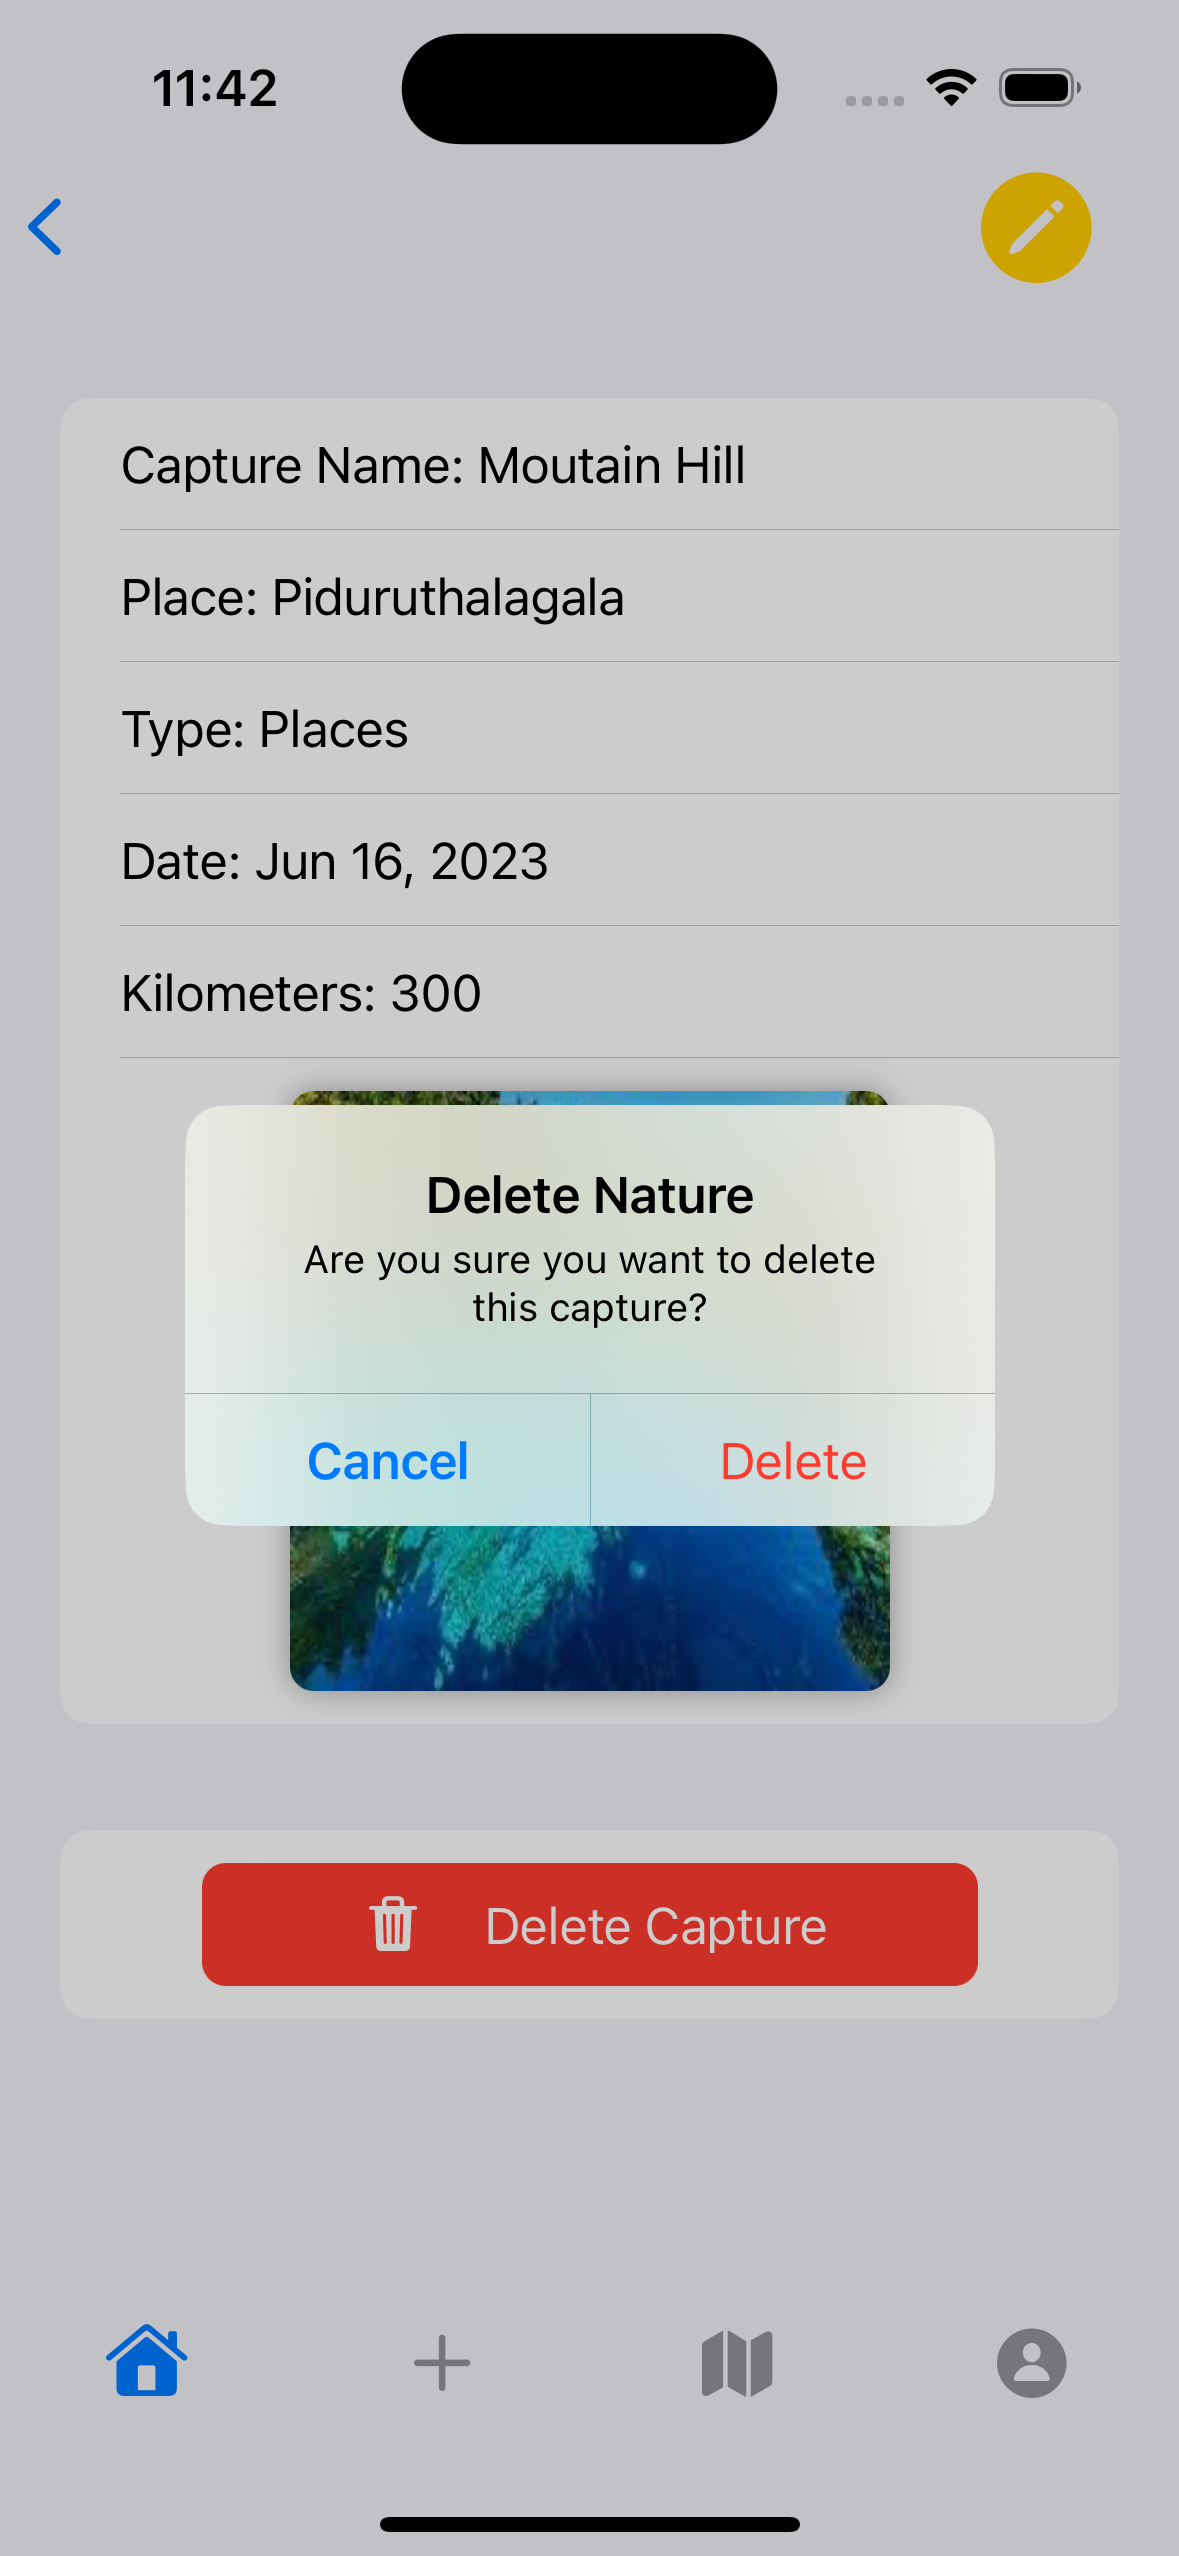 11:42
Capture Name: Moutain Hill
Place: Piduruthalagala
Type: Places
Date: Jun 16, 2023
Kilometers: 300
Delete Nature
Are you sure you want to delete
this capture?
Cancel
Delete
Delete Capture